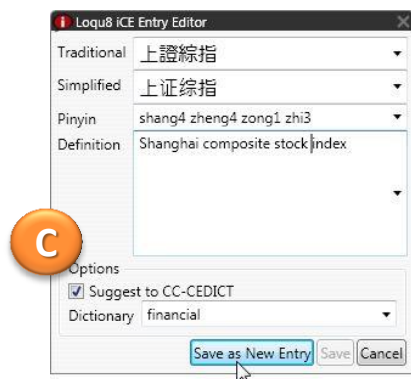 Loqu8 iCE Entry Editor
Traditional 上證綜指
Simplified 上证综指
Pinyin shang4 zheng4 zong1 zhi3
Definition Shanghai composite stock index
C
Options
Suggest to CC-CEDICT
Dictionary financial
Save as New Entry Save Cancel